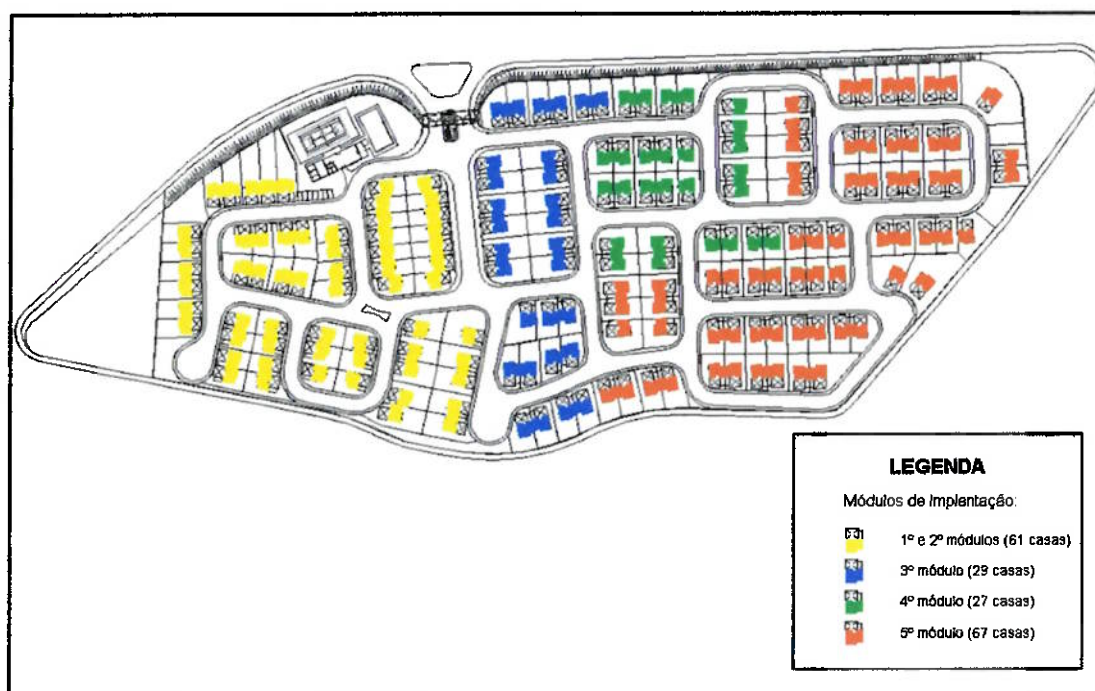 LEGENDA
Módulos de Implantação:
1º e 2º módulos (61 casas)
3º módulo (29 casas)
4º módulo (27 casas)
5º módulo (67 casas)